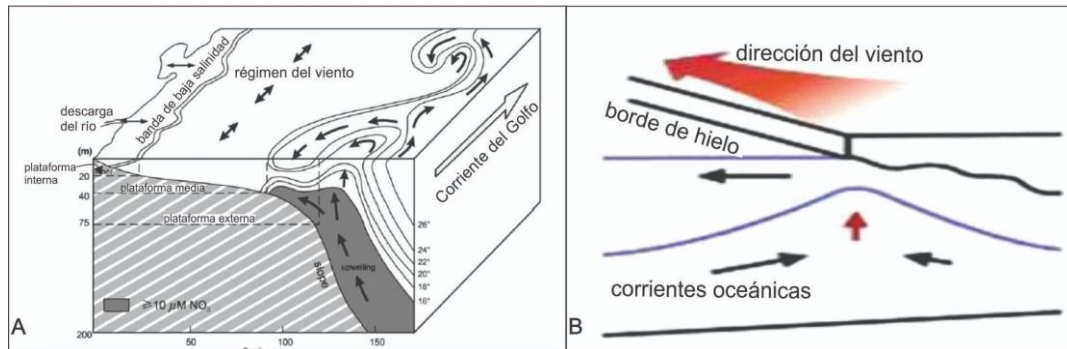 régimen del viento
banda de baja salinidad
descarga
del río
(m)
plataforma
interna
20
plataforma média
40
plataforma externa
75
Corriente del Golfo
26°
24°
22°
20°
18°
16°
slope
upwelling
≥10 µM NO₃
A
200
50
100
150
dirección del viento
borde de hielo
corrientes oceánicas
B